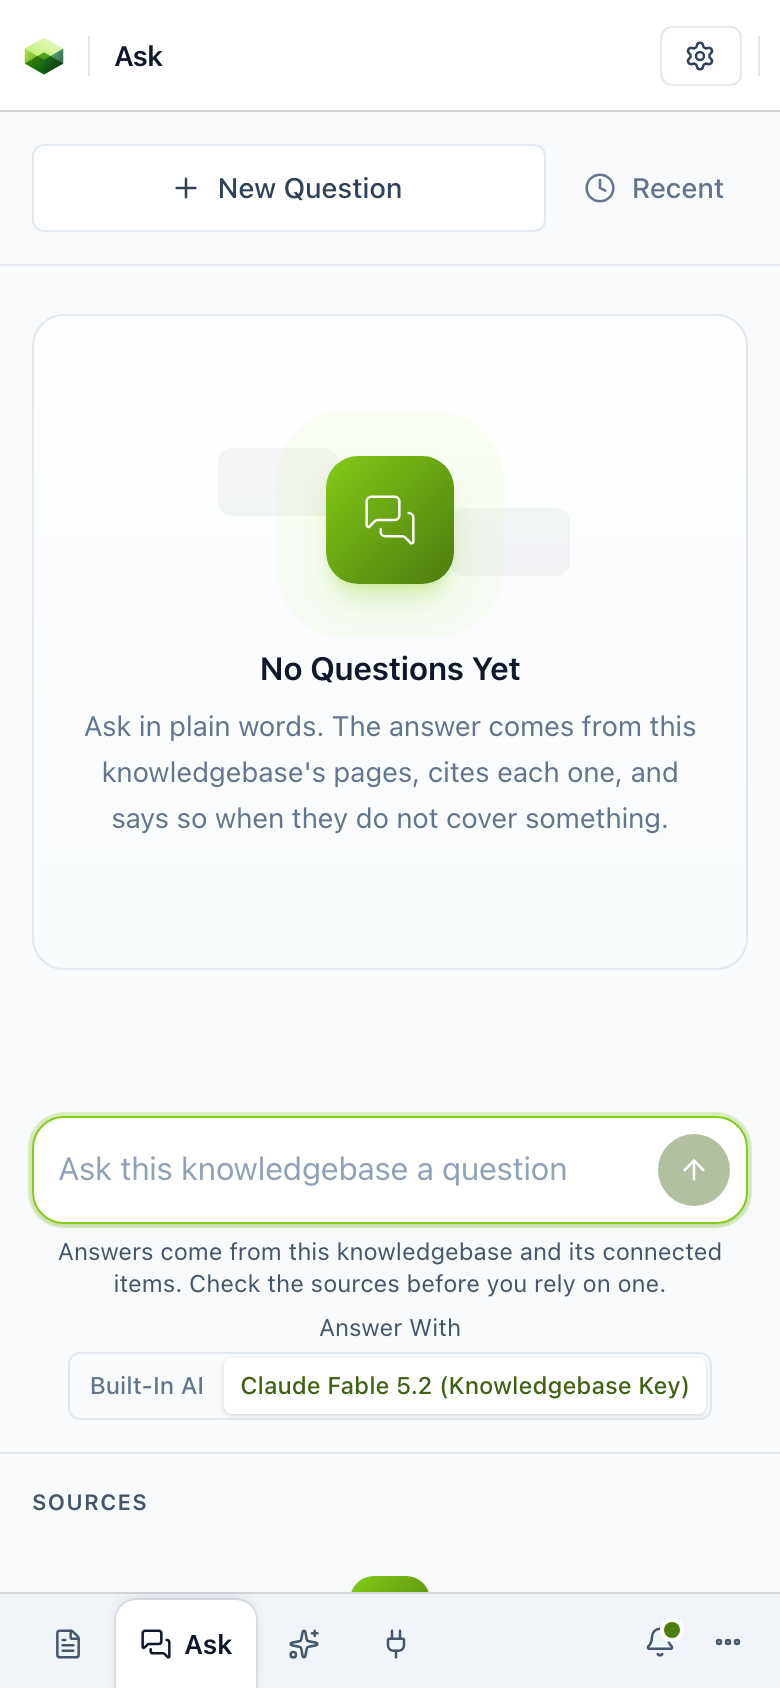 Ask
New Question
Recent
No Questions Yet
Ask in plain words. The answer comes from this
knowledgebase's pages, cites each one, and
says so when they do not cover something.
Ask this knowledgebase a question
Answers come from this knowledgebase and its connected
items. Check the sources before you rely on one.
Answer With
Built-In AI
Claude Fable 5.2 (Knowledgebase Key)
SOURCES
Ask